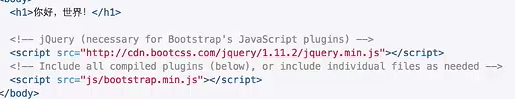 <body>
<h1>你好，世界！</h1>
<!-- jQuery (necessary for Bootstrap's JavaScript plugins) -->
<script src="http://cdn.bootcss.com/jquery/1.11.2/jquery.min.js"></script>
<!-- Include all compiled plugins (below), or include individual files as needed -->
<script src="js/bootstrap.min.js"></script>
</body>